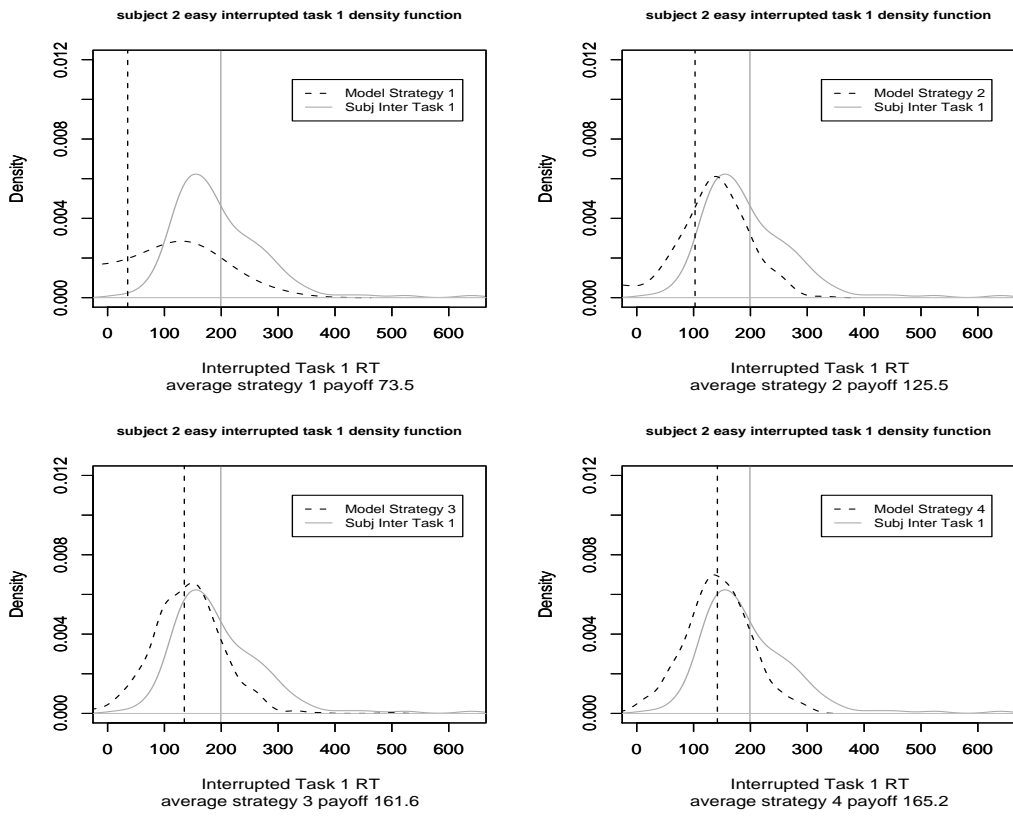 subject 2 easy interrupted task 1 density function
Density
0.000 0.004 0.008 0.012
Model Strategy 1
Subj Inter Task 1
0 100 200 300 400 500 600
Interrupted Task 1 RT
average strategy 1 payoff 73.5
subject 2 easy interrupted task 1 density function
Density
0.000 0.004 0.008 0.012
Model Strategy 2
Subj Inter Task 1
0 100 200 300 400 500 600
Interrupted Task 1 RT
average strategy 2 payoff 125.5
subject 2 easy interrupted task 1 density function
Density
0.000 0.004 0.008 0.012
Model Strategy 3
Subj Inter Task 1
0 100 200 300 400 500 600
Interrupted Task 1 RT
average strategy 3 payoff 161.6
subject 2 easy interrupted task 1 density function
Density
0.000 0.004 0.008 0.012
Model Strategy 4
Subj Inter Task 1
0 100 200 300 400 500 600
Interrupted Task 1 RT
average strategy 4 payoff 165.2